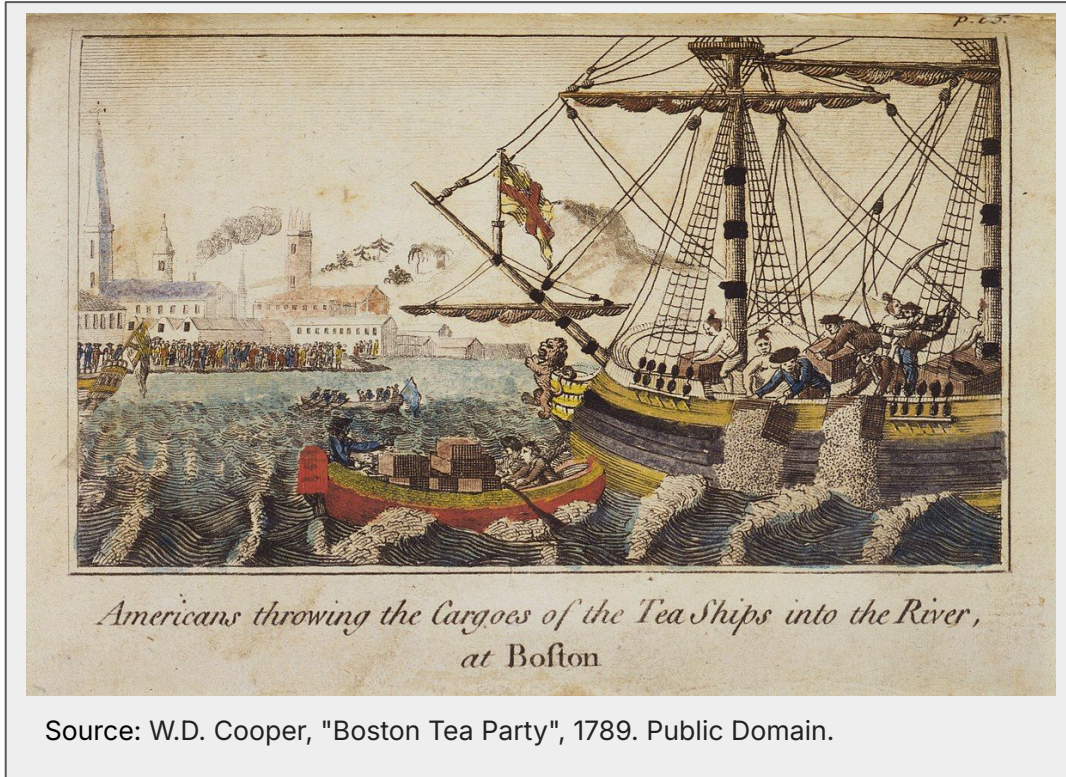 p. 65.
Americans throwing the Cargoes of the Tea Ships into the River,
at Boſton
Source: W.D. Cooper, "Boston Tea Party", 1789. Public Domain.